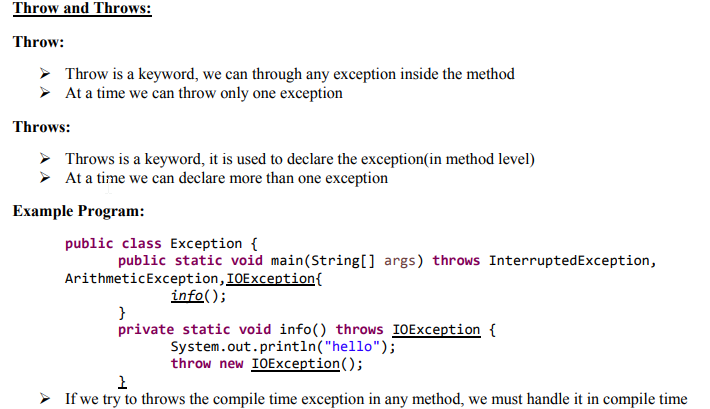 Throw and Throws:
Throw:
➢ Throw is a keyword, we can through any exception inside the method
➢ At a time we can throw only one exception
Throws:
➢ Throws is a keyword, it is used to declare the exception(in method level)
➢ At a time we can declare more than one exception
Example Program:
public class Exception {
public static void main(String[] args) throws InterruptedException,
ArithmeticException,IOException{
info();
}
private static void info() throws IOException {
System.out.println("hello");
throw new IOException();
}
➢ If we try to throws the compile time exception in any method, we must handle it in compile time